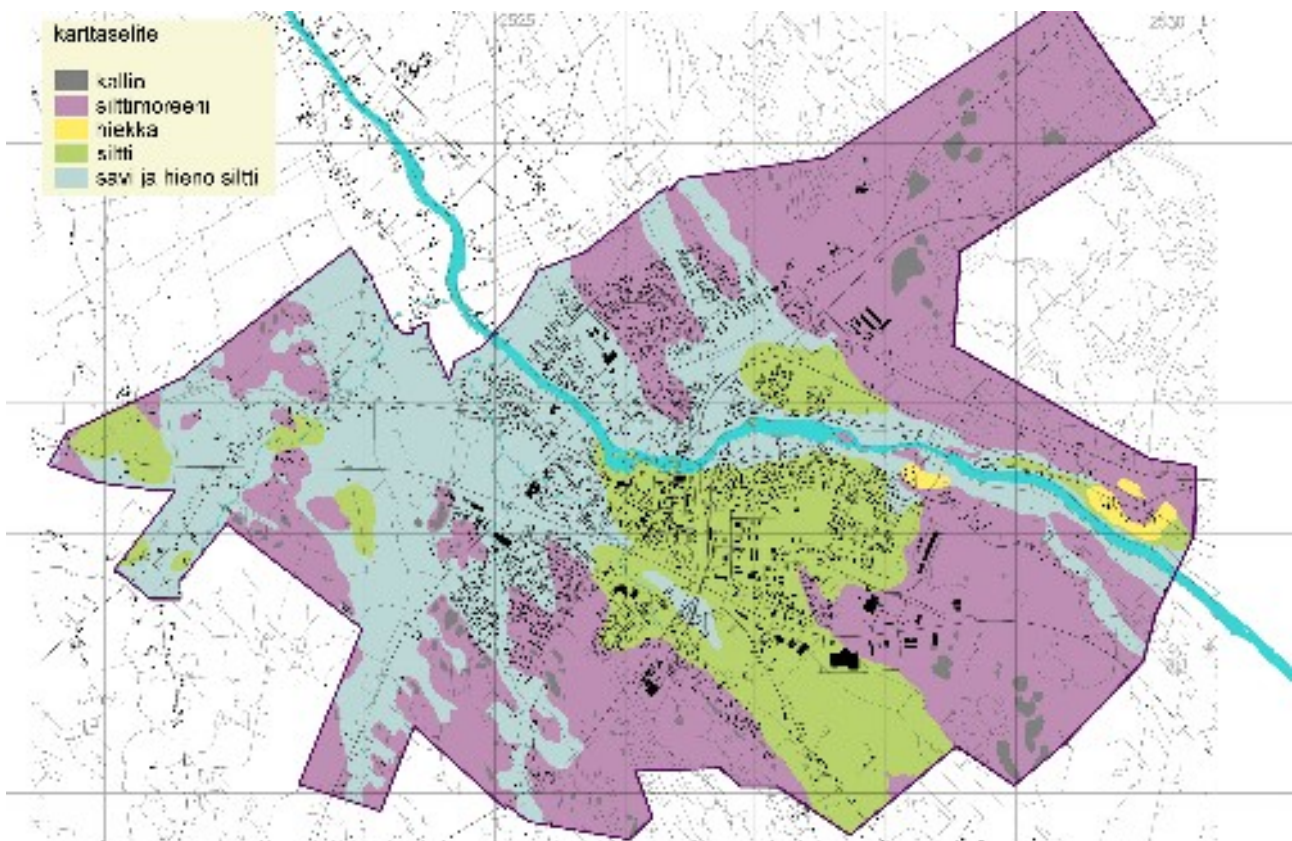 karttaselite
kallio
silttimoreeni
hiekka
siltti
savi ja hieno siltti
2525
2530